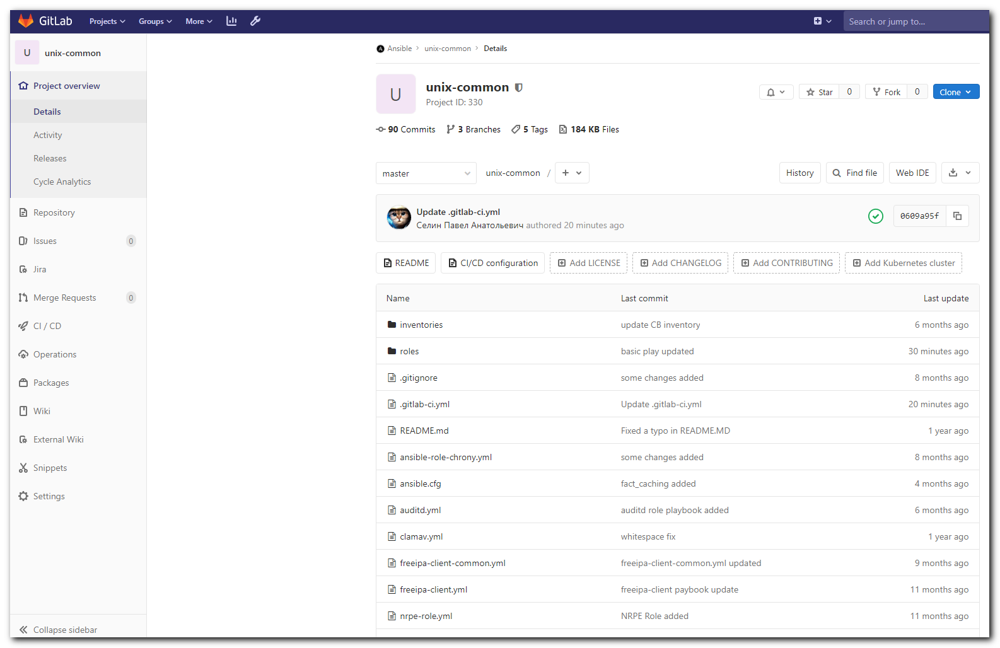 GitLab Projects Groups More Search or jump to...
U unix-common
Project overview
Details
Activity
Releases
Cycle Analytics
Repository
Issues 0
Jira
Merge Requests 0
CI / CD
Operations
Packages
Wiki
External Wiki
Snippets
Settings
Collapse sidebar
Ansible unix-common Details
U
unix-common
Project ID: 330
Star 0 Fork 0 Clone
90 Commits 3 Branches 5 Tags 184 KB Files
master unix-common / + History Find file Web IDE
Update .gitlab-ci.yml
Селин Павел Анатольевич authored 20 minutes ago
0609a95f
README CI/CD configuration Add LICENSE Add CHANGELOG Add CONTRIBUTING Add Kubernetes cluster
Name Last commit Last update
inventories update CB inventory 6 months ago
roles basic play updated 30 minutes ago
.gitignore some changes added 8 months ago
.gitlab-ci.yml Update .gitlab-ci.yml 20 minutes ago
README.md Fixed a typo in README.MD 1 year ago
ansible-role-chrony.yml some changes added 8 months ago
ansible.cfg fact_caching added 4 months ago
auditd.yml auditd role playbook added 6 months ago
clamav.yml whitespace fix 1 year ago
freeipa-client-common.yml freeipa-client-common.yml updated 9 months ago
freeipa-client.yml freeipa-client paybook update 11 months ago
nrpe-role.yml NRPE Role added 11 months ago